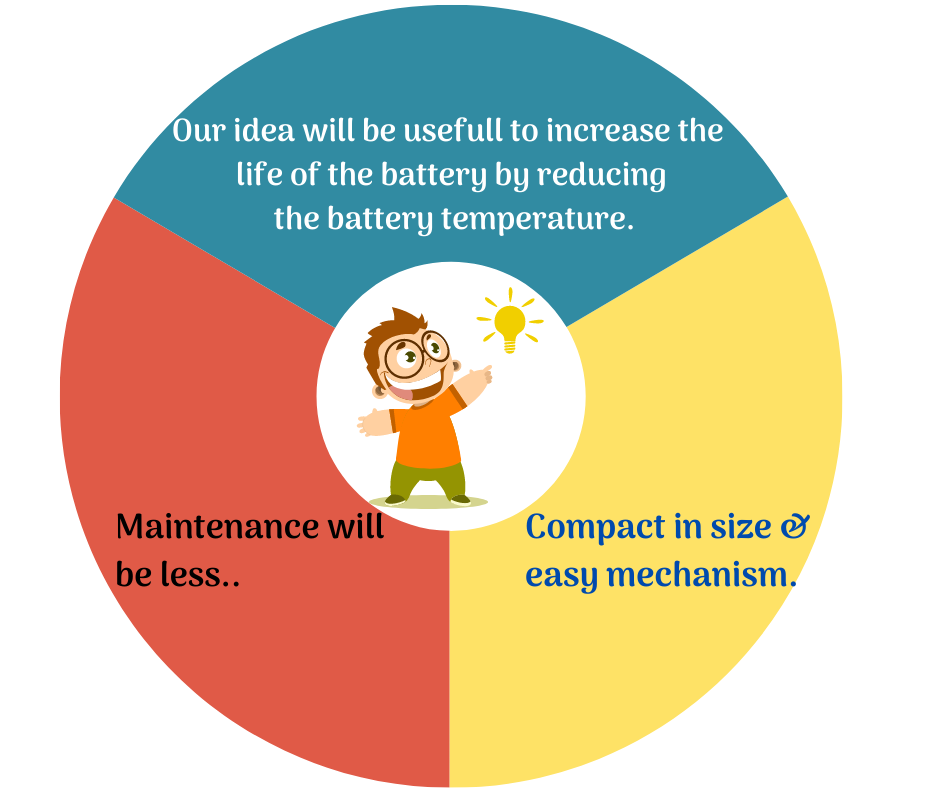 Our idea will be usefull to increase the
life of the battery by reducing
the battery temperature.
Maintenance will
be less..
Compact in size &
easy mechanism.